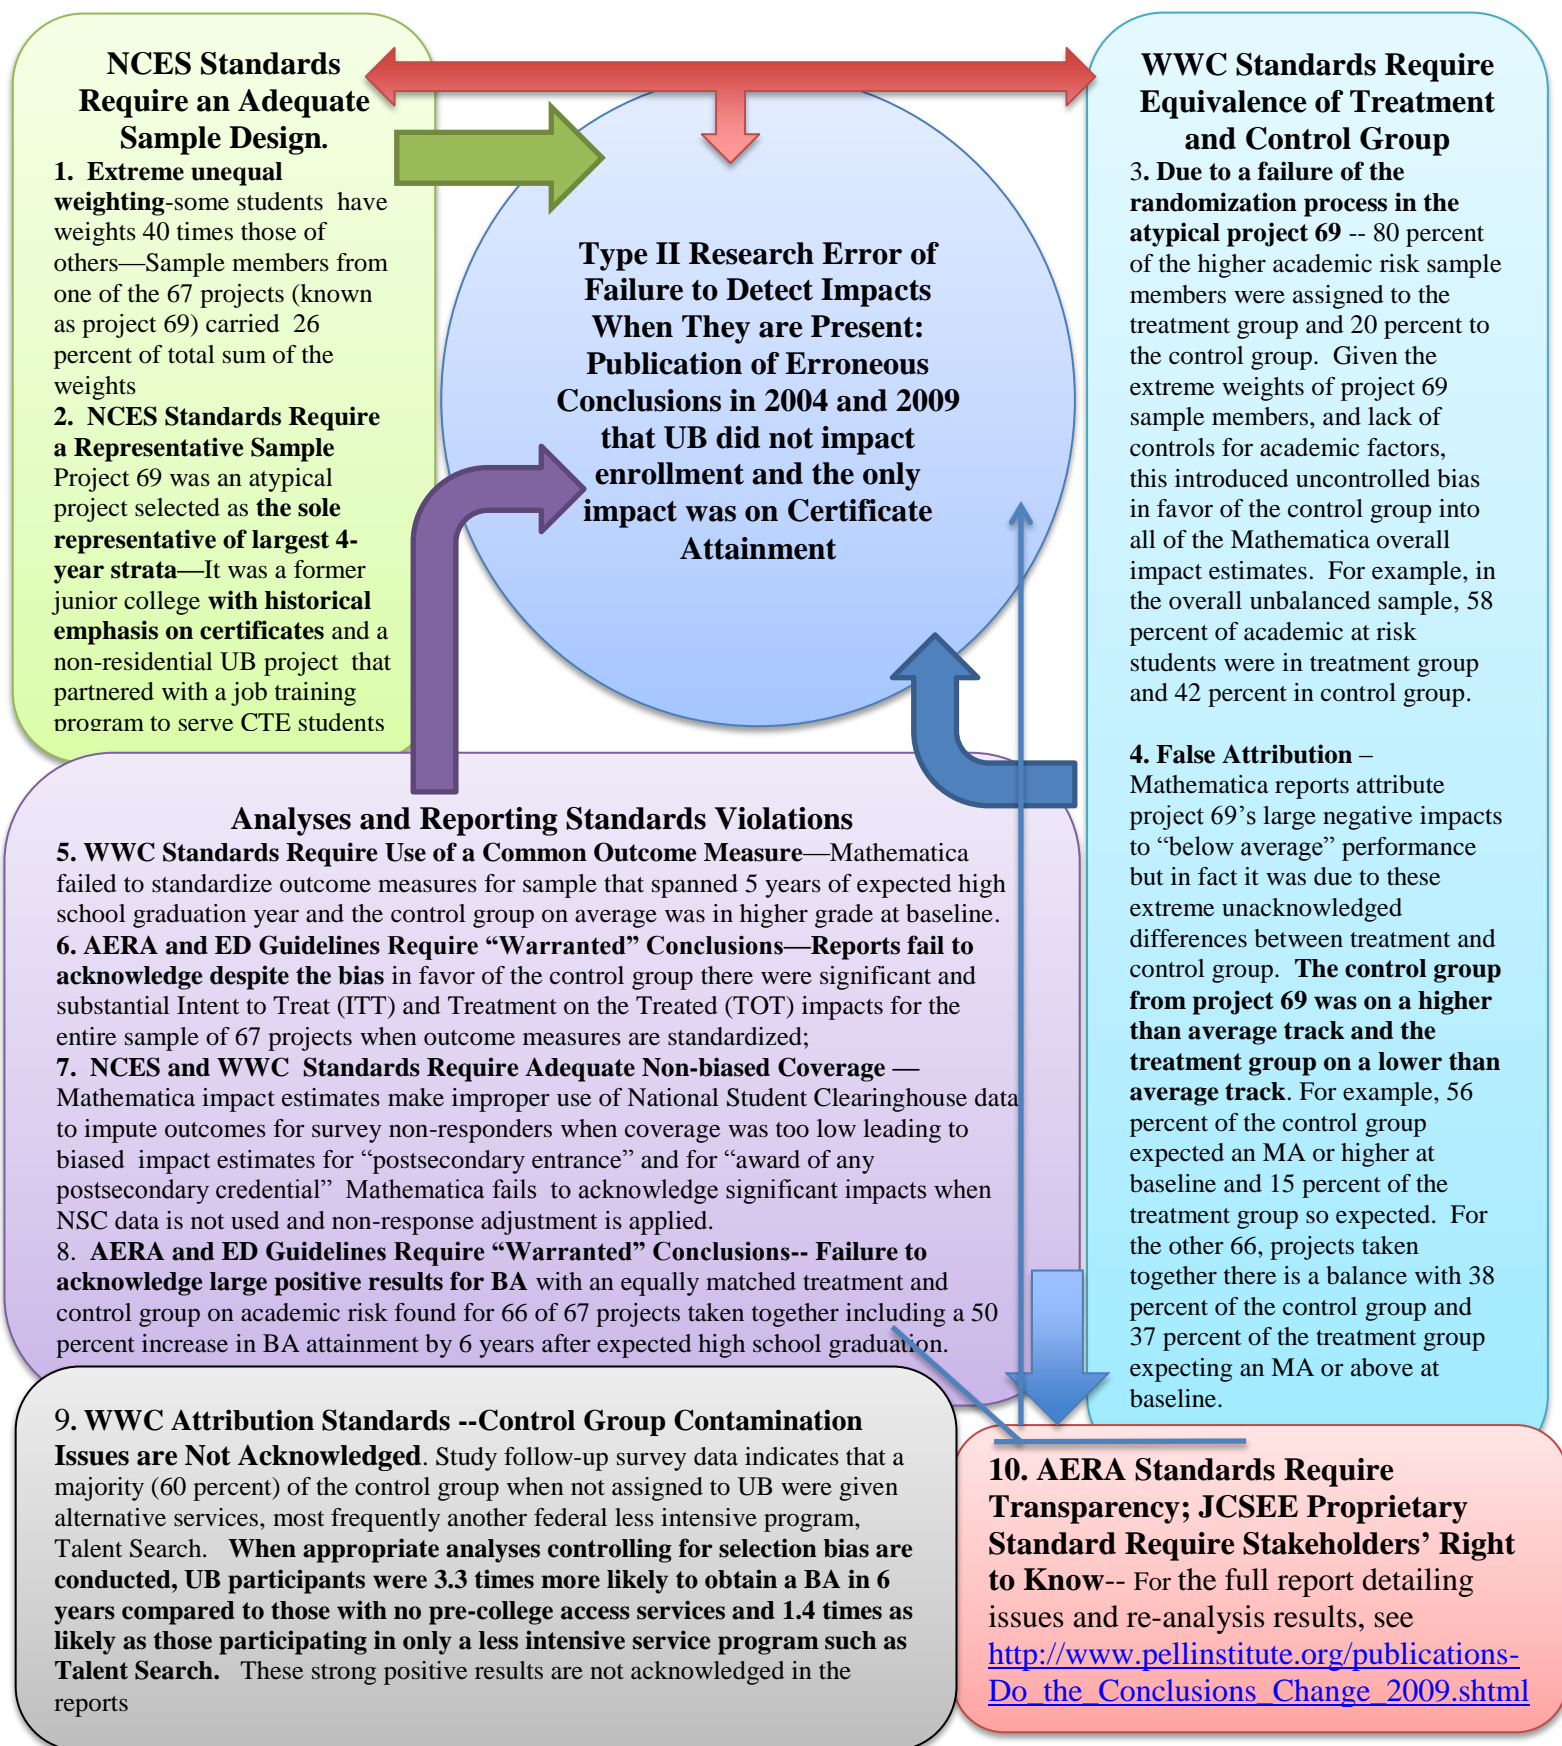 NCES Standards
Require an Adequate
Sample Design.
1. Extreme unequal
weighting-some students have
weights 40 times those of
others—Sample members from
one of the 67 projects (known
as project 69) carried 26
percent of total sum of the
weights
2. NCES Standards Require
a Representative Sample
Project 69 was an atypical
project selected as the sole
representative of largest 4-
year strata—It was a former
junior college with historical
emphasis on certificates and a
non-residential UB project that
partnered with a job training
program to serve CTE students
Type II Research Error of
Failure to Detect Impacts
When They are Present:
Publication of Erroneous
Conclusions in 2004 and 2009
that UB did not impact
enrollment and the only
impact was on Certificate
Attainment
WWC Standards Require
Equivalence of Treatment
and Control Group
3. Due to a failure of the
randomization process in the
atypical project 69 -- 80 percent
of the higher academic risk sample
members were assigned to the
treatment group and 20 percent to
the control group. Given the
extreme weights of project 69
sample members, and lack of
controls for academic factors,
this introduced uncontrolled bias
in favor of the control group into
all of the Mathematica overall
impact estimates. For example, in
the overall unbalanced sample, 58
percent of academic at risk
students were in treatment group
and 42 percent in control group.
4. False Attribution –
Mathematica reports attribute
project 69's large negative impacts
to "below average" performance
but in fact it was due to these
extreme unacknowledged
differences between treatment and
control group. The control group
from project 69 was on a higher
than average track and the
treatment group on a lower than
average track. For example, 56
percent of the control group
expected an MA or higher at
baseline and 15 percent of the
treatment group so expected. For
the other 66, projects taken
together there is a balance with 38
percent of the control group and
37 percent of the treatment group
expecting an MA or above at
baseline.
Analyses and Reporting Standards Violations
5. WWC Standards Require Use of a Common Outcome Measure—Mathematica
failed to standardize outcome measures for sample that spanned 5 years of expected high
school graduation year and the control group on average was in higher grade at baseline.
6. AERA and ED Guidelines Require "Warranted" Conclusions—Reports fail to
acknowledge despite the bias in favor of the control group there were significant and
substantial Intent to Treat (ITT) and Treatment on the Treated (TOT) impacts for the
entire sample of 67 projects when outcome measures are standardized;
7. NCES and WWC Standards Require Adequate Non-biased Coverage —
Mathematica impact estimates make improper use of National Student Clearinghouse data
to impute outcomes for survey non-responders when coverage was too low leading to
biased impact estimates for "postsecondary entrance" and for "award of any
postsecondary credential" Mathematica fails to acknowledge significant impacts when
NSC data is not used and non-response adjustment is applied.
8. AERA and ED Guidelines Require "Warranted" Conclusions-- Failure to
acknowledge large positive results for BA with an equally matched treatment and
control group on academic risk found for 66 of 67 projects taken together including a 50
percent increase in BA attainment by 6 years after expected high school graduation.
9. WWC Attribution Standards --Control Group Contamination
Issues are Not Acknowledged. Study follow-up survey data indicates that a
majority (60 percent) of the control group when not assigned to UB were given
alternative services, most frequently another federal less intensive program,
Talent Search. When appropriate analyses controlling for selection bias are
conducted, UB participants were 3.3 times more likely to obtain a BA in 6
years compared to those with no pre-college access services and 1.4 times as
likely as those participating in only a less intensive service program such as
Talent Search. These strong positive results are not acknowledged in the
reports
10. AERA Standards Require
Transparency; JCSEE Proprietary
Standard Require Stakeholders' Right
to Know-- For the full report detailing
issues and re-analysis results, see
http://www.pellinstitute.org/publications-
Do_the_Conclusions_Change_2009.shtml